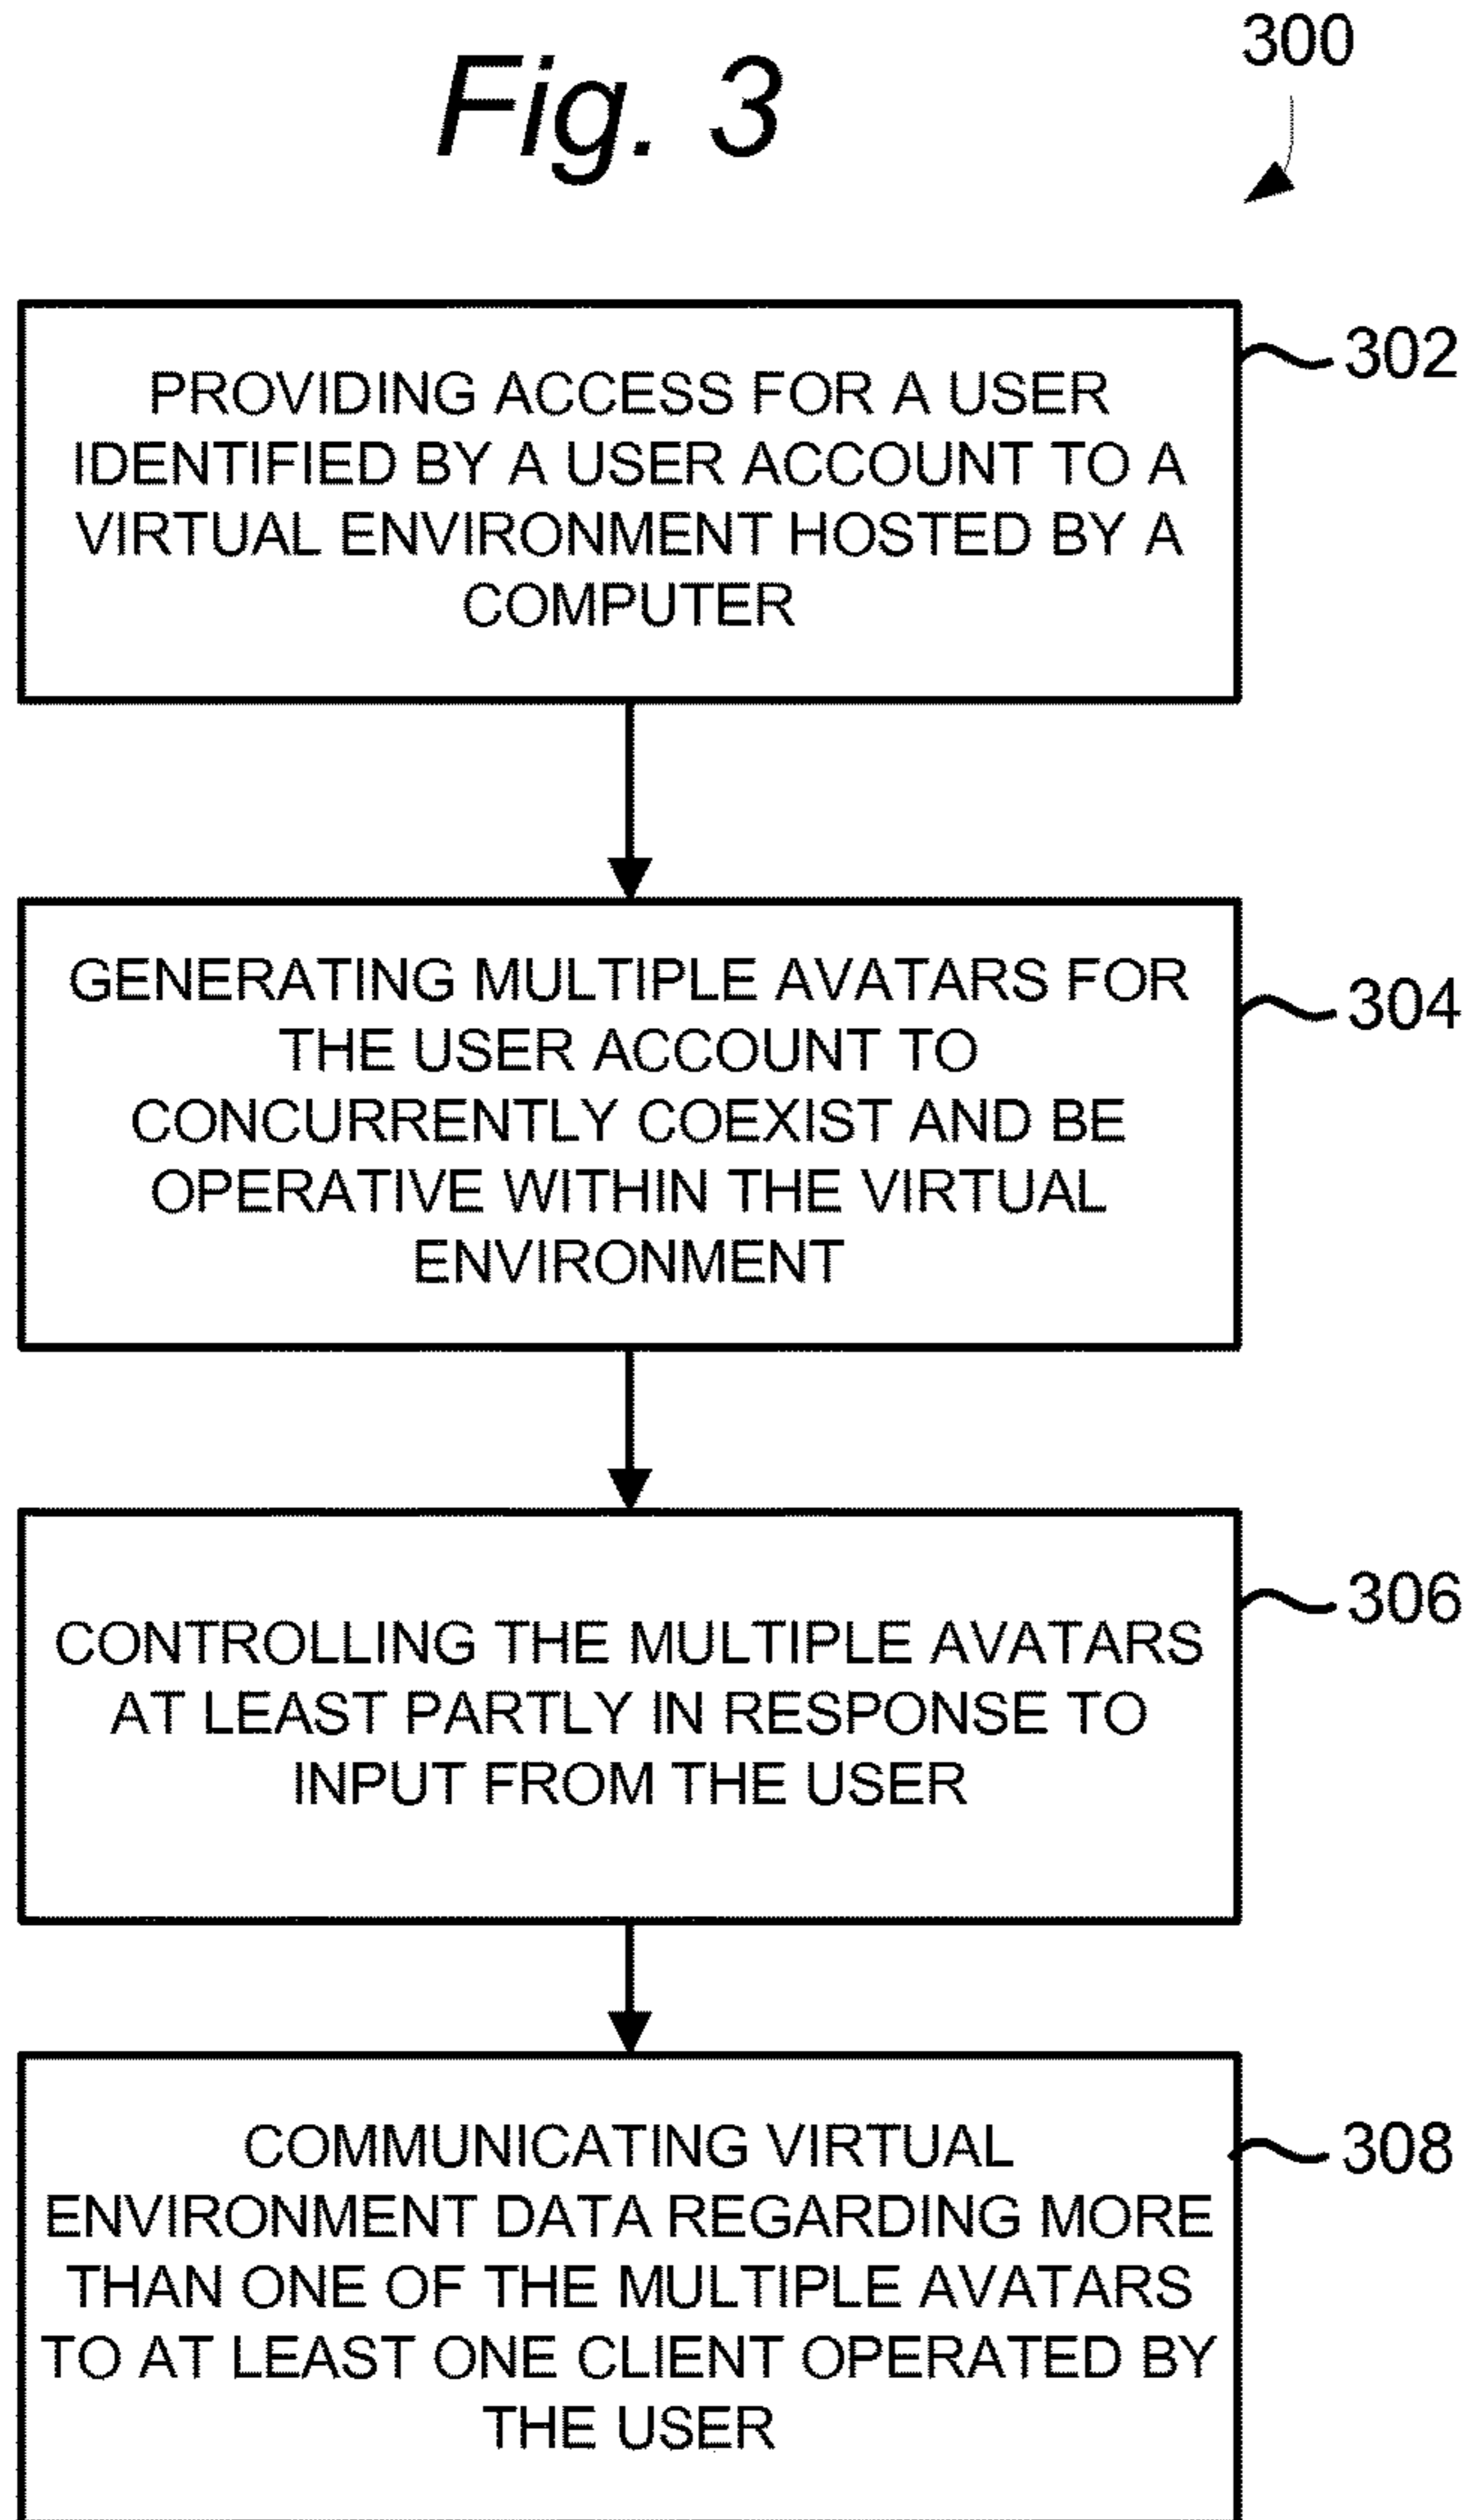 Fig. 3
300
PROVIDING ACCESS FOR A USER
IDENTIFIED BY A USER ACCOUNT TO A
VIRTUAL ENVIRONMENT HOSTED BY A
COMPUTER
302
GENERATING MULTIPLE AVATARS FOR
THE USER ACCOUNT TO
CONCURRENTLY COEXIST AND BE
OPERATIVE WITHIN THE VIRTUAL
ENVIRONMENT
304
CONTROLLING THE MULTIPLE AVATARS
AT LEAST PARTLY IN RESPONSE TO
INPUT FROM THE USER
306
COMMUNICATING VIRTUAL
ENVIRONMENT DATA REGARDING MORE
THAN ONE OF THE MULTIPLE AVATARS
TO AT LEAST ONE CLIENT OPERATED BY
THE USER
308